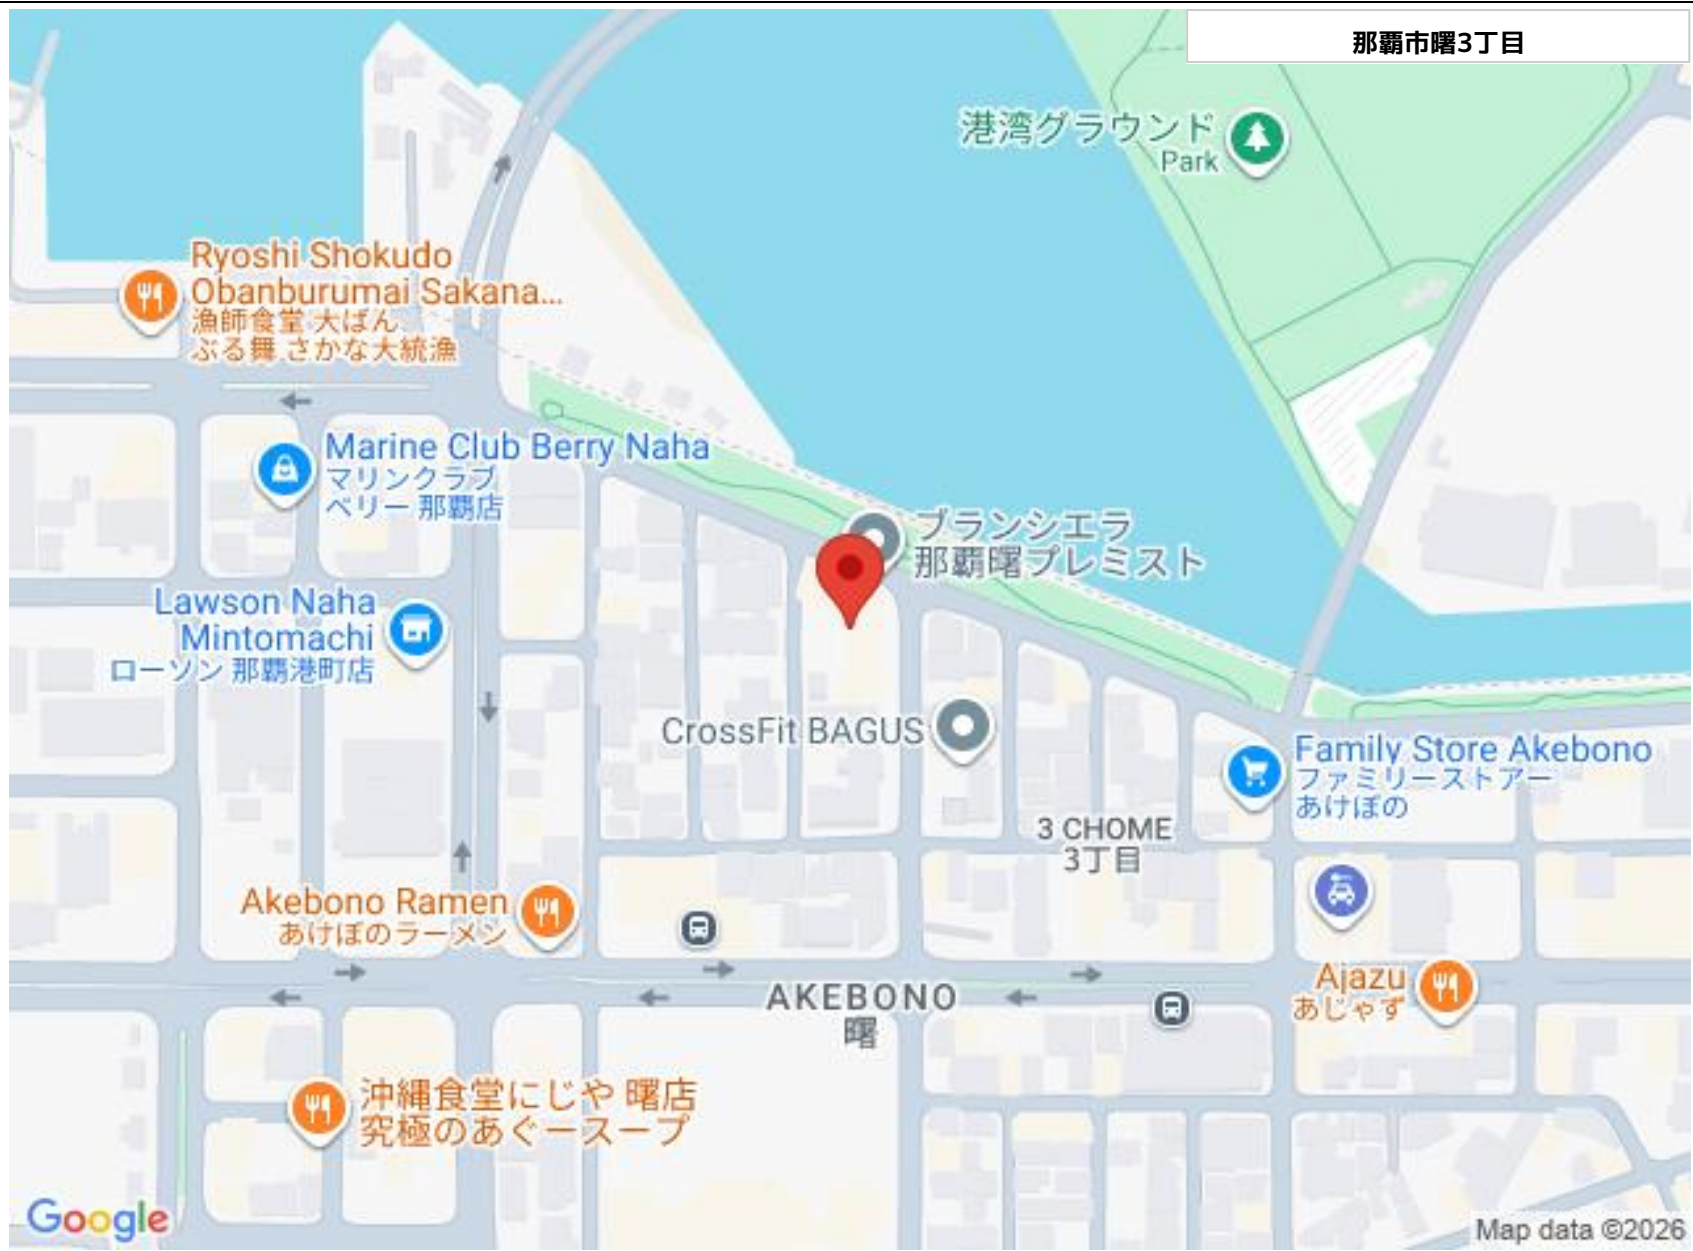 那覇市曙3丁目
港湾グラウンド
Park
Ryoshi Shokudo
Obanburumai Sakana...
漁師食堂 大ばん
ぶる舞 さかな大統漁
Marine Club Berry Naha
マリンクラブ
ベリー 那覇店
ブランシエラ
那覇曙プレミスト
Lawson Naha
Mintomachi
ローソン 那覇港町店
CrossFit BAGUS
Family Store Akebono
ファミリーストアー
あけぼの
3 CHOME
3丁目
Akebono Ramen
あけぼのラーメン
AKEBONO
曙
Ajazu
あじゃず
沖縄食堂にじや 曙店
究極のあぐースープ
Google
Map data ©2026